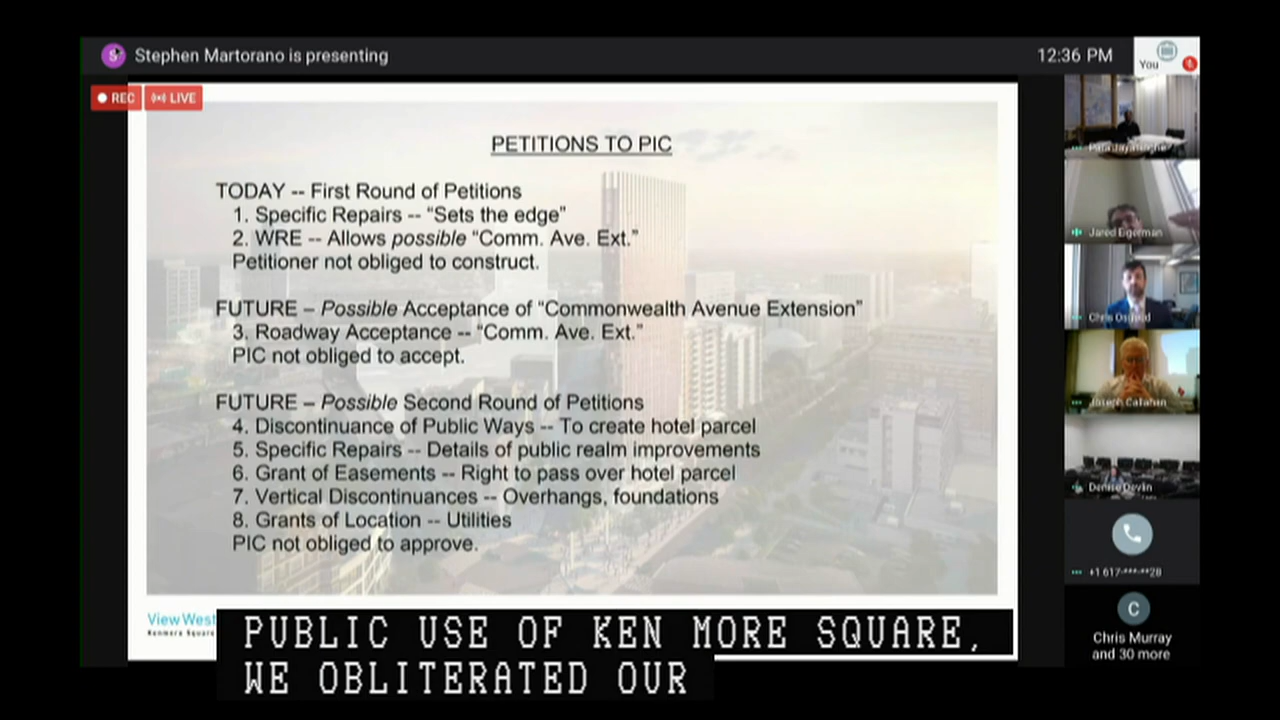 S Stephen Martorano is presenting
12:36 PM
You
REC LIVE
PETITIONS TO PIC
TODAY -- First Round of Petitions
1. Specific Repairs -- “Sets the edge”
2. WRE -- Allows possible “Comm. Ave. Ext.”
Petitioner not obliged to construct.
FUTURE – Possible Acceptance of “Commonwealth Avenue Extension”
3. Roadway Acceptance -- “Comm. Ave. Ext.”
PIC not obliged to accept.
FUTURE – Possible Second Round of Petitions
4. Discontinuance of Public Ways -- To create hotel parcel
5. Specific Repairs -- Details of public realm improvements
6. Grant of Easements -- Right to pass over hotel parcel
7. Vertical Discontinuances -- Overhangs, foundations
8. Grants of Location -- Utilities
PIC not obliged to approve.
View West
Kenmore Square
PUBLIC USE OF KEN MORE SQUARE,
WE OBLITERATED OUR
Jared Eigerman
Chris Osgood
Joseph Callahan
Denise Devlin
+1 617-***-**28
C
Chris Murray
and 30 more